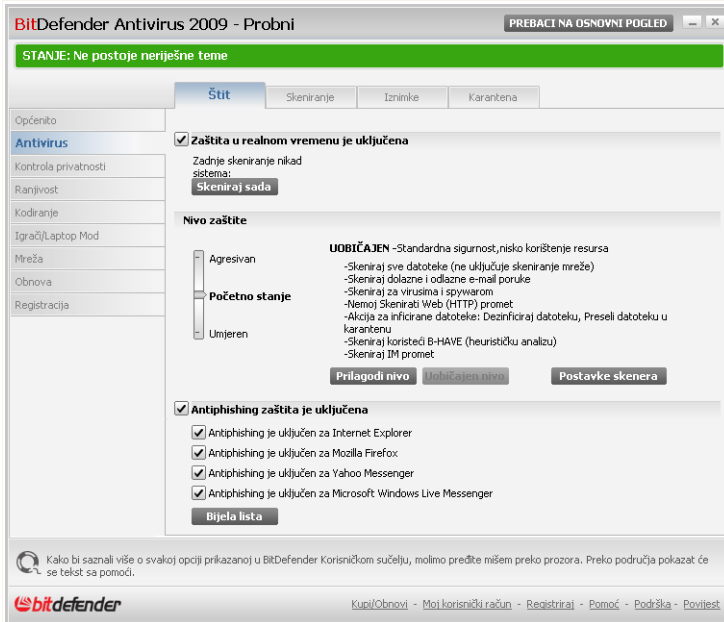 BitDefender Antivirus 2009 - Probni
PREBACI NA OSNOVNI POGLED
STANJE: Ne postoje neriješne teme
Štit
Skeniranje
Iznimke
Karantena
Općenito
Antivirus
Kontrola privatnosti
Ranjivost
Kodiranje
Igrači/Laptop Mod
Mreža
Obnova
Registracija
Zaštita u realnom vremenu je uključena
Zadnje skeniranje nikad
sistema:
Skeniraj sada
Nivo zaštite
Agresivan
Početno stanje
Umjeren
UOBIČAJEN -Standardna sigurnost,nisko korištenje resursa
-Skeniraj sve datoteke (ne uključuje skeniranje mreže)
-Skeniraj dolazne i odlazne e-mail poruke
-Skeniraj za virusima i spywarom
-Nemoj Skenirati Web (HTTP) promet
-Akcija za inficirane datoteke: Dezinficiraj datoteku, Preseli datoteku u
karantenu
-Skeniraj koristeći B-HAVE (heurističku analizu)
-Skeniraj IM promet
Prilagodi nivo
Uobičajen nivo
Postavke skenera
Antiphishing zaštita je uključena
Antiphishing je uključen za Internet Explorer
Antiphishing je uključen za Mozilla Firefox
Antiphishing je uključen za Yahoo Messenger
Antiphishing je uključen za Microsoft Windows Live Messenger
Bijela lista
Kako bi saznali više o svakoj opciji prikazanoj u BitDefender Korisničkom sučelju, molimo pređite mišem preko prozora. Preko područja pokazat će
se tekst sa pomoći.
bitdefender
Kupi/Obnovi - Moj korisnički račun - Registriraj - Pomoć - Podrška - Povijest